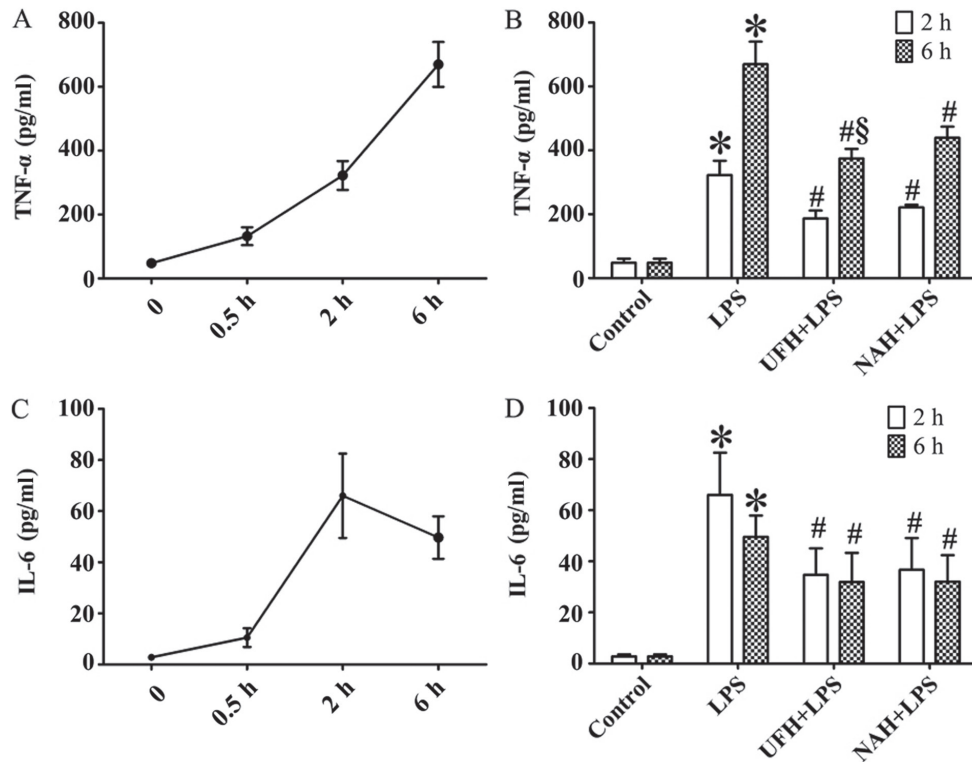 A
TNF-α (pg/ml)
800
600
400
200
0
0
0.5 h
2 h
6 h
B
TNF-α (pg/ml)
800
600
400
200
0
2 h
6 h
*
*
#
#§
#
#
Control
LPS
UFH+LPS
NAH+LPS
C
IL-6 (pg/ml)
100
80
60
40
20
0
0
0.5 h
2 h
6 h
D
IL-6 (pg/ml)
100
80
60
40
20
0
2 h
6 h
*
*
#
#
#
#
Control
LPS
UFH+LPS
NAH+LPS